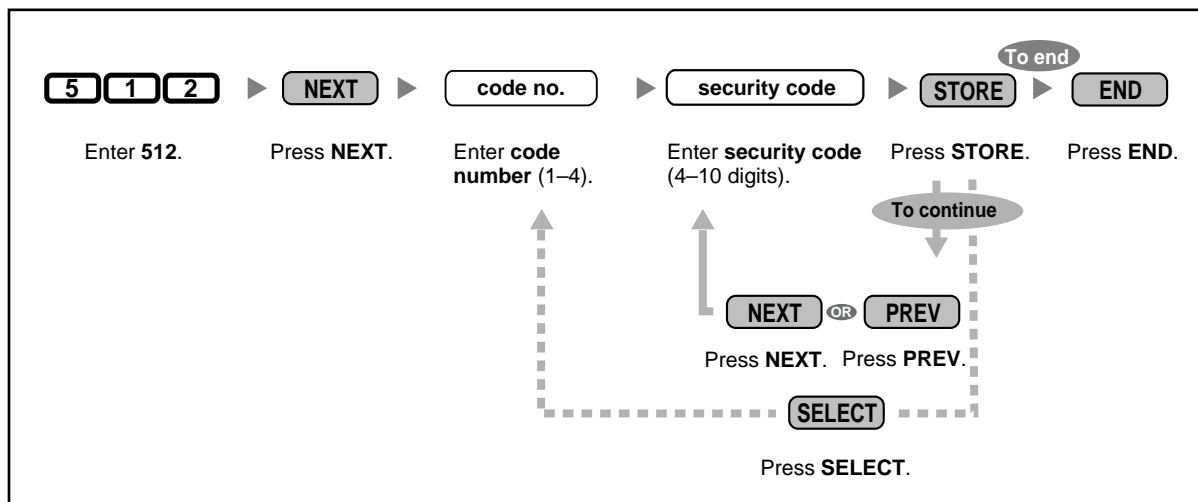 To end
5 1 2 NEXT code no. security code STORE END
Enter 512. Press NEXT. Enter code number (1–4). Enter security code (4–10 digits). Press STORE. Press END.
To continue
NEXT OR PREV
Press NEXT. Press PREV.
SELECT
Press SELECT.